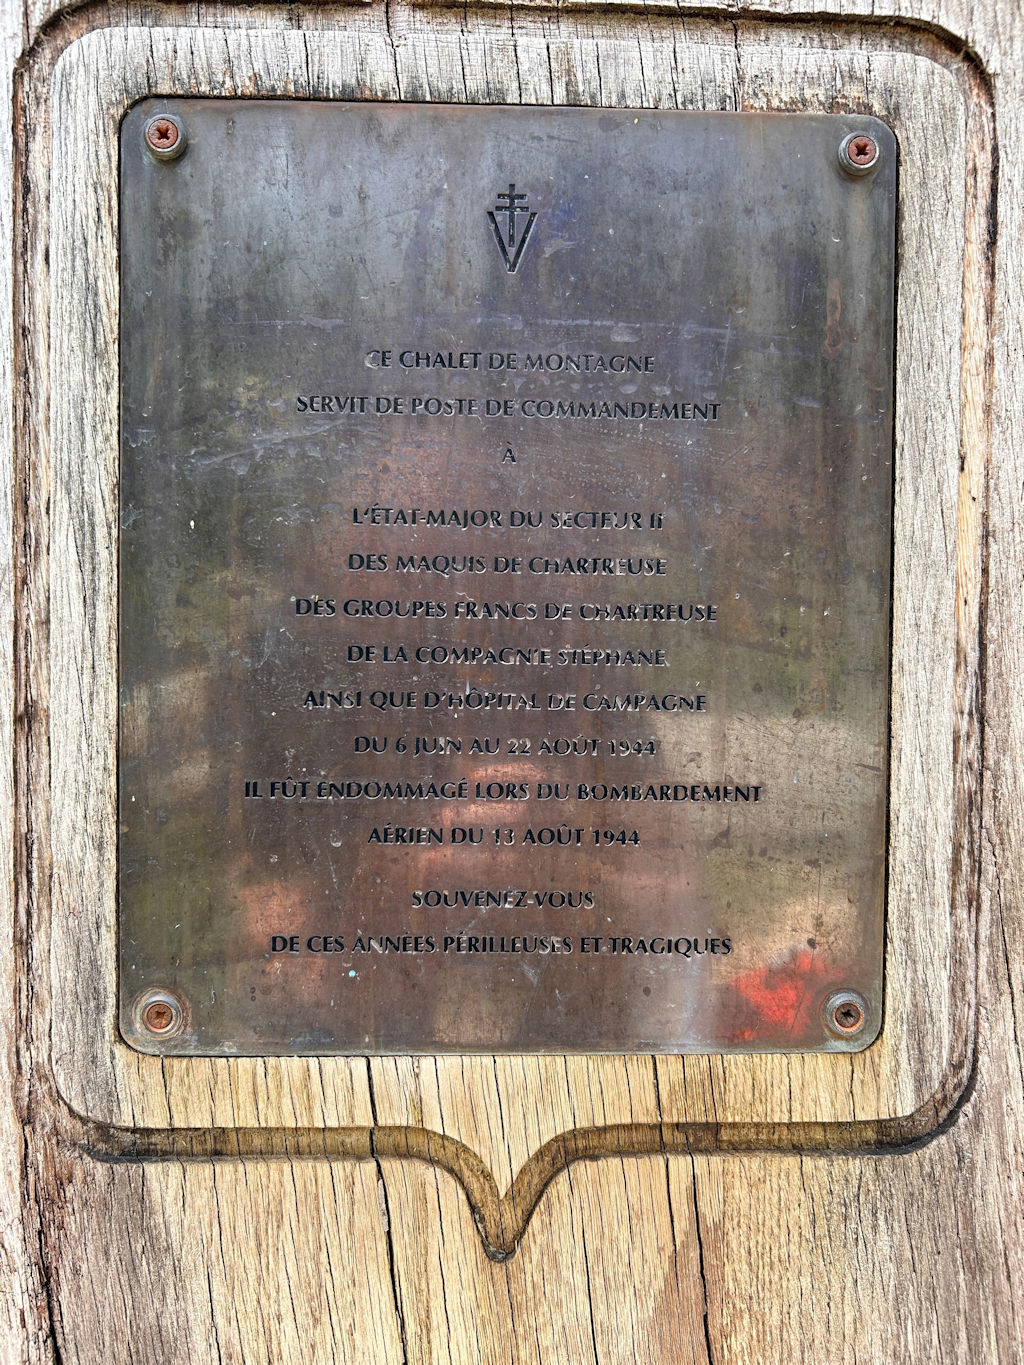 CE CHALET DE MONTAGNE
SERVIT DE POSTE DE COMMANDEMENT
À
L'ÉTAT-MAJOR DU SECTEUR II
DES MAQUIS DE CHARTREUSE
DES GROUPES FRANCS DE CHARTREUSE
DE LA COMPAGNIE STÉPHANE
AINSI QUE D'HÔPITAL DE CAMPAGNE
DU 6 JUIN AU 22 AOÛT 1944
IL FÛT ENDOMMAGÉ LORS DU BOMBARDEMENT
AÉRIEN DU 13 AOÛT 1944
SOUVENEZ-VOUS
DE CES ANNÉES PÉRILLEUSES ET TRAGIQUES